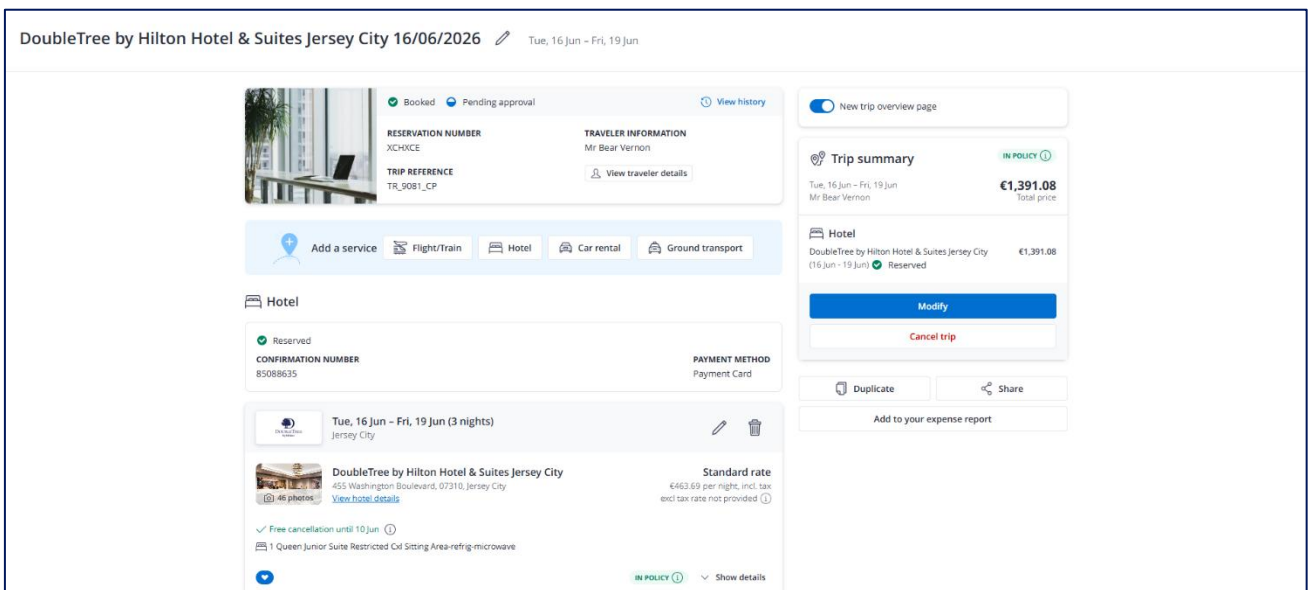 DoubleTree by Hilton Hotel & Suites Jersey City 16/06/2026 Tue, 16 Jun – Fri, 19 Jun
Booked Pending approval View history
RESERVATION NUMBER TRAVELER INFORMATION
XCHXCE Mr Bear Vernon
TRIP REFERENCE View traveler details
TR_9081_CP
Add a service Flight/Train Hotel Car rental Ground transport
Hotel
Reserved
CONFIRMATION NUMBER PAYMENT METHOD
85088635 Payment Card
Tue, 16 Jun – Fri, 19 Jun (3 nights)
Jersey City
DoubleTree by Hilton Hotel & Suites Jersey City Standard rate
455 Washington Boulevard, 07310, Jersey City €463.69 per night, incl. tax
46 photos View hotel details excl tax rate not provided
Free cancellation until 10 Jun
1 Queen Junior Suite Restricted Cxl Sitting Area-refrig-microwave
IN POLICY Show details
New trip overview page
Trip summary IN POLICY
Tue, 16 Jun – Fri, 19 Jun €1,391.08
Mr Bear Vernon Total price
Hotel
DoubleTree by Hilton Hotel & Suites Jersey City €1,391.08
(16 Jun - 19 Jun) Reserved
Modify
Cancel trip
Duplicate Share
Add to your expense report